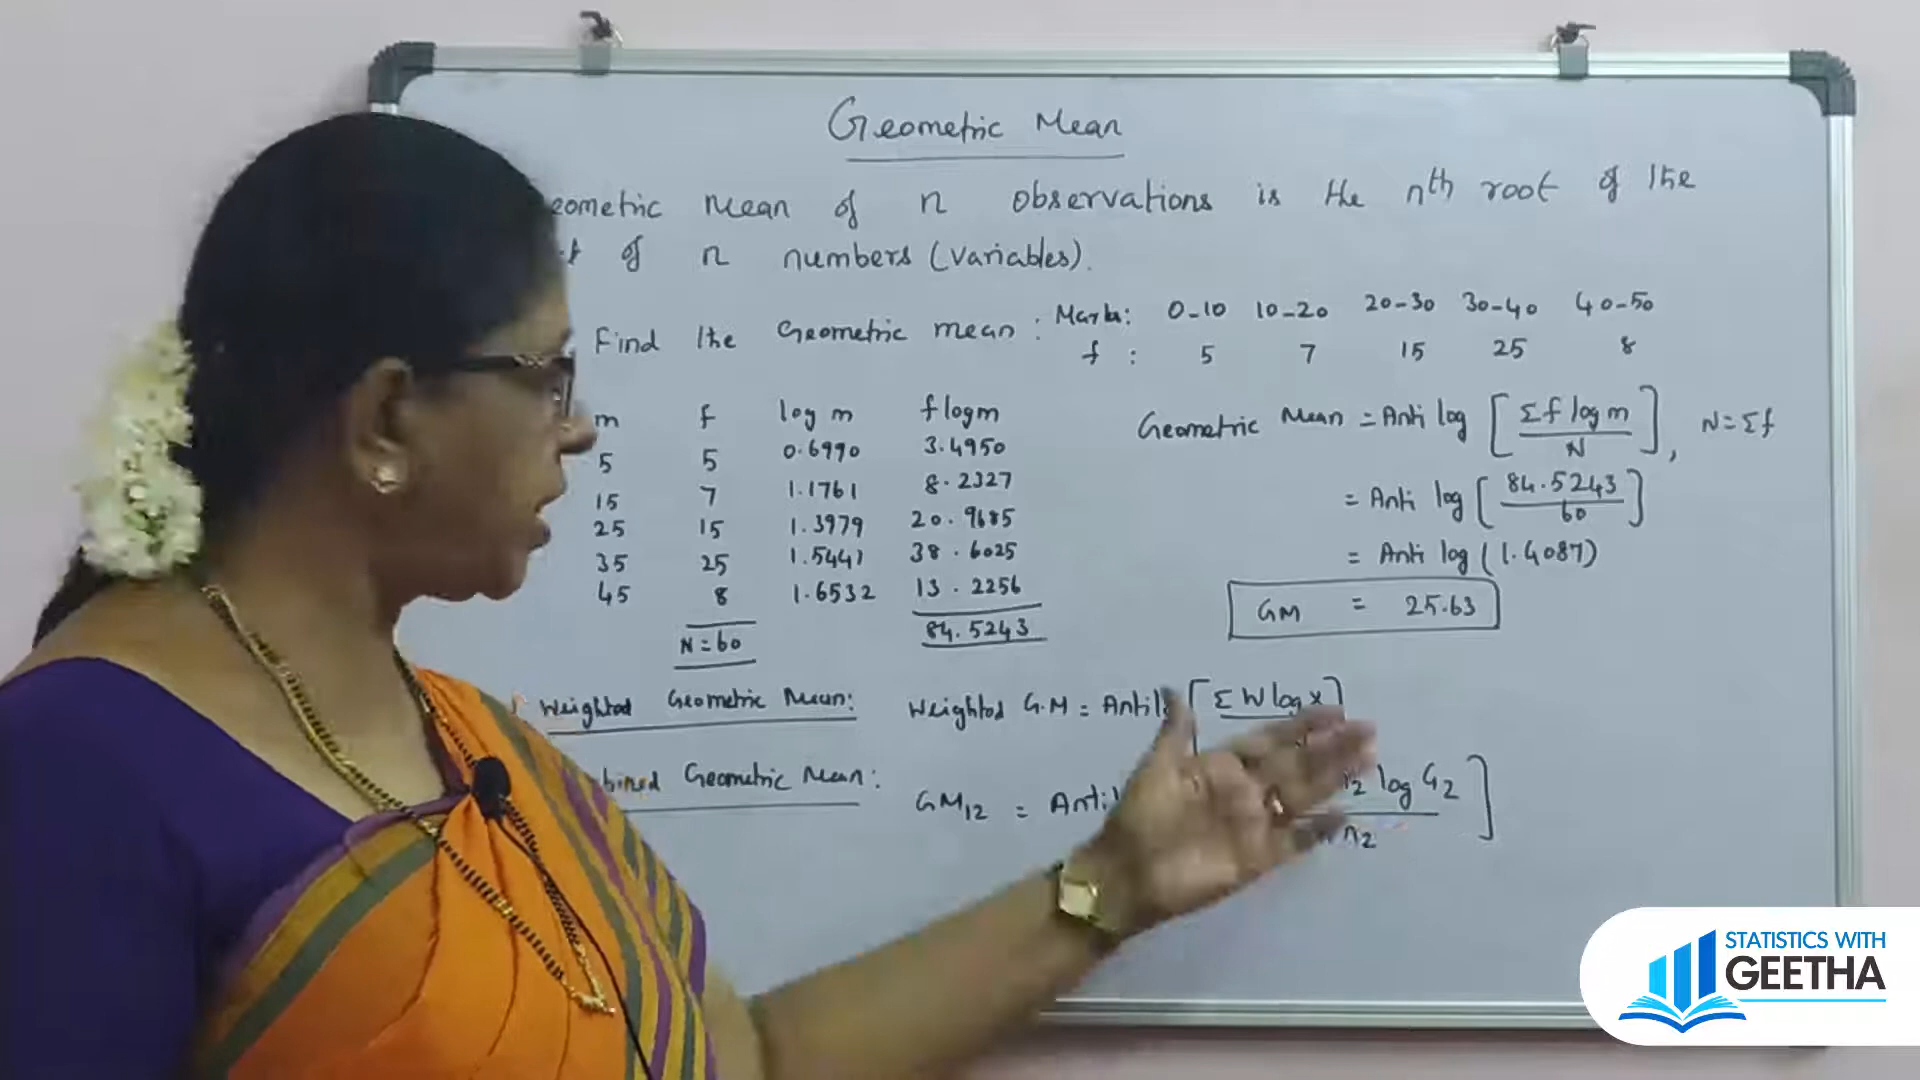 Geometric Mean
eometric mean of n observations is the nth root of the
of n numbers (variables).
Find the Geometric mean : Marks: 0-10 10-20 20-30 30-40 40-50
f : 5 7 15 25 8
m f log m f log m
5 5 0.6990 3.4950
15 7 1.1761 8.2327
25 15 1.3979 20.9685
35 25 1.5441 38.6025
45 8 1.6532 13.2256
N = 60 84.5243
Geometric Mean = Anti log [ Σ f log m / N ], N = Σf
= Anti log [ 84.5243 / 60 ]
= Anti log (1.4087)
GM = 25.63
Weighted Geometric Mean: Weighted G.M = Antil [ Σ W log x ]
bined Geometric Mean: GM12 = Antil 2 log G2 ]
n2
STATISTICS WITH
GEETHA